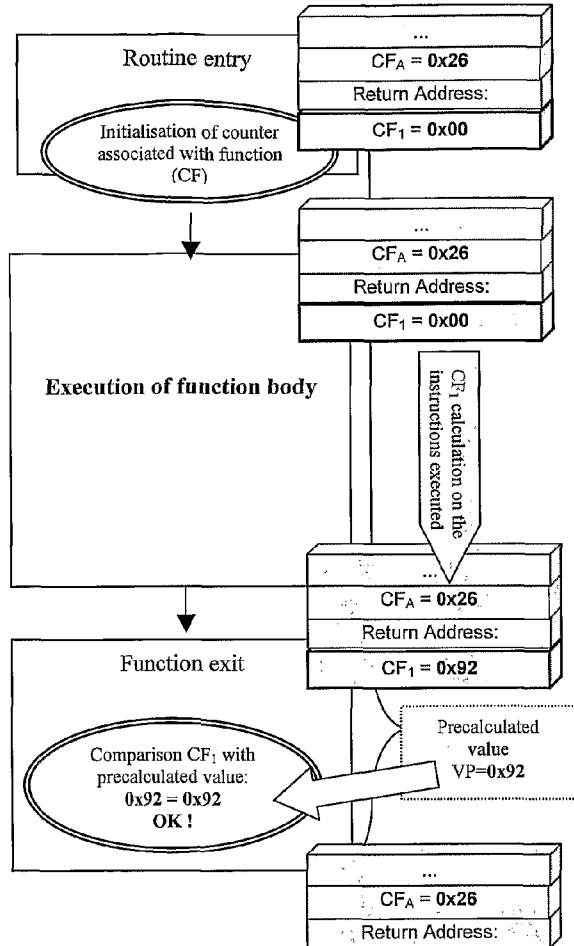 ...
CFA = 0x26
Return Address:
CF1 = 0x00
Routine entry
Initialisation of counter
associated with function
(CF)
...
CFA = 0x26
Return Address:
CF1 = 0x00
Execution of function body
CF1 calculation on the
instructions executed
...
CFA = 0x26
Return Address:
CF1 = 0x92
Function exit
Comparison CF1 with
precalculated value:
0x92 = 0x92
OK !
Precalculated
value
VP=0x92
...
CFA = 0x26
Return Address: